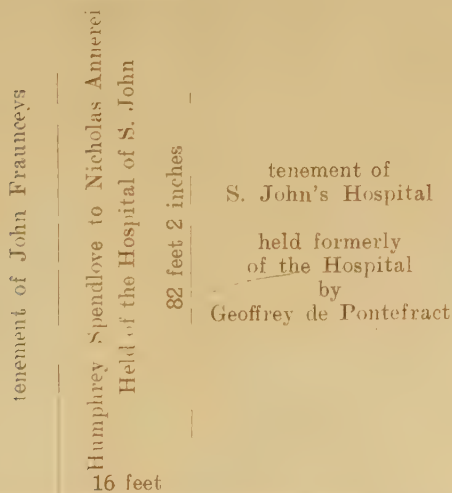 tenement of John Fraunceys
Humphrey Spendlove to Nicholas Annerei
Held of the Hospital of S. John
82 feet 2 inches
tenement of
S. John's Hospital
held formerly
of the Hospital
by
Geoffrey de Pontefract
16 feet